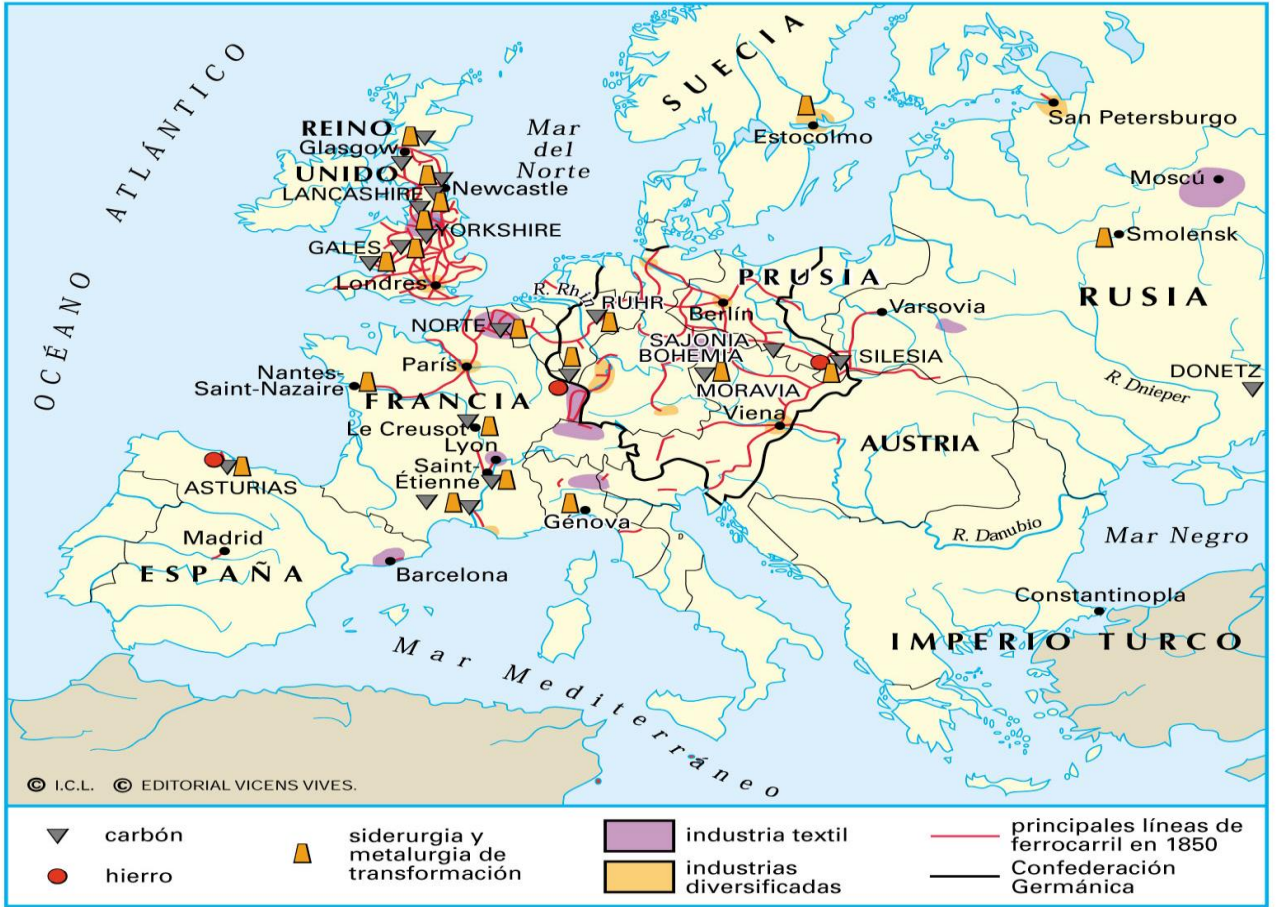 OCÉANO ATLÁNTICO
SUECIA
Estocolmo
San Petersburgo
Moscú
Smolensk
RUSIA
Mar
del
Norte
REINO
Glasgow
UNIDO
LANCASHIRE
Newcastle
YORKSHIRE
GALES
Londres
R. Rhin
RUHR
PRUSIA
Berlín
Varsovia
NORTE
SAJONIA
BOHEMIA
SILESIA
MORAVIA
DONETZ
R. Dnieper
París
Nantes-
Saint-Nazaire
FRANCIA
Viena
Le Creusot
Lyon
AUSTRIA
Saint-
Étienne
ASTURIAS
Génova
R. Danubio
Mar Negro
Madrid
ESPAÑA
Barcelona
Constantinopla
IMPERIO TURCO
Mar Mediterráneo
D
© I.C.L. © EDITORIAL VICENS VIVES.
carbón
hierro
siderurgia y
metalurgia de
transformación
industria textil
industrias
diversificadas
principales líneas de
ferrocarril en 1850
Confederación
Germánica